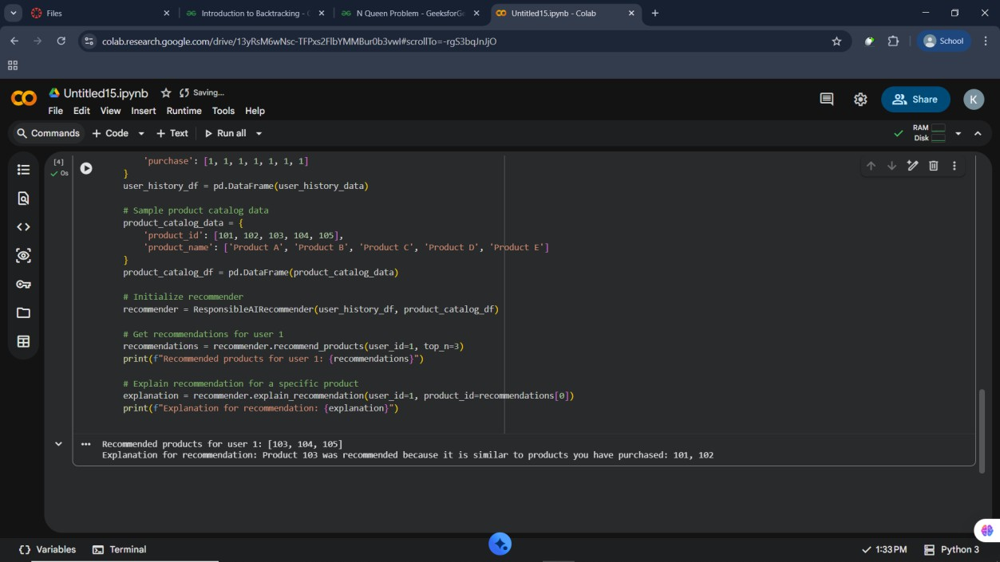 Files
Introduction to Backtracking -
N Queen Problem - GeeksforGe
Untitled15.ipynb - Colab
colab.research.google.com/drive/13yRsM6wNsc-TFPxs2FlbYMMBur0b3vwI#scrollTo=-rgS3bqJnJjO
School
Untitled15.ipynb
Saving...
File Edit View Insert Runtime Tools Help
Share
K
Commands + Code + Text Run all
RAM
Disk
[4]
0s
'purchase': [1, 1, 1, 1, 1, 1, 1]
}
user_history_df = pd.DataFrame(user_history_data)
# Sample product catalog data
product_catalog_data = {
'product_id': [101, 102, 103, 104, 105],
'product_name': ['Product A', 'Product B', 'Product C', 'Product D', 'Product E']
}
product_catalog_df = pd.DataFrame(product_catalog_data)
# Initialize recommender
recommender = ResponsibleAIRecommender(user_history_df, product_catalog_df)
# Get recommendations for user 1
recommendations = recommender.recommend_products(user_id=1, top_n=3)
print(f"Recommended products for user 1: {recommendations}")
# Explain recommendation for a specific product
explanation = recommender.explain_recommendation(user_id=1, product_id=recommendations[0])
print(f"Explanation for recommendation: {explanation}")
Recommended products for user 1: [103, 104, 105]
Explanation for recommendation: Product 103 was recommended because it is similar to products you have purchased: 101, 102
Variables
Terminal
1:33 PM
Python 3